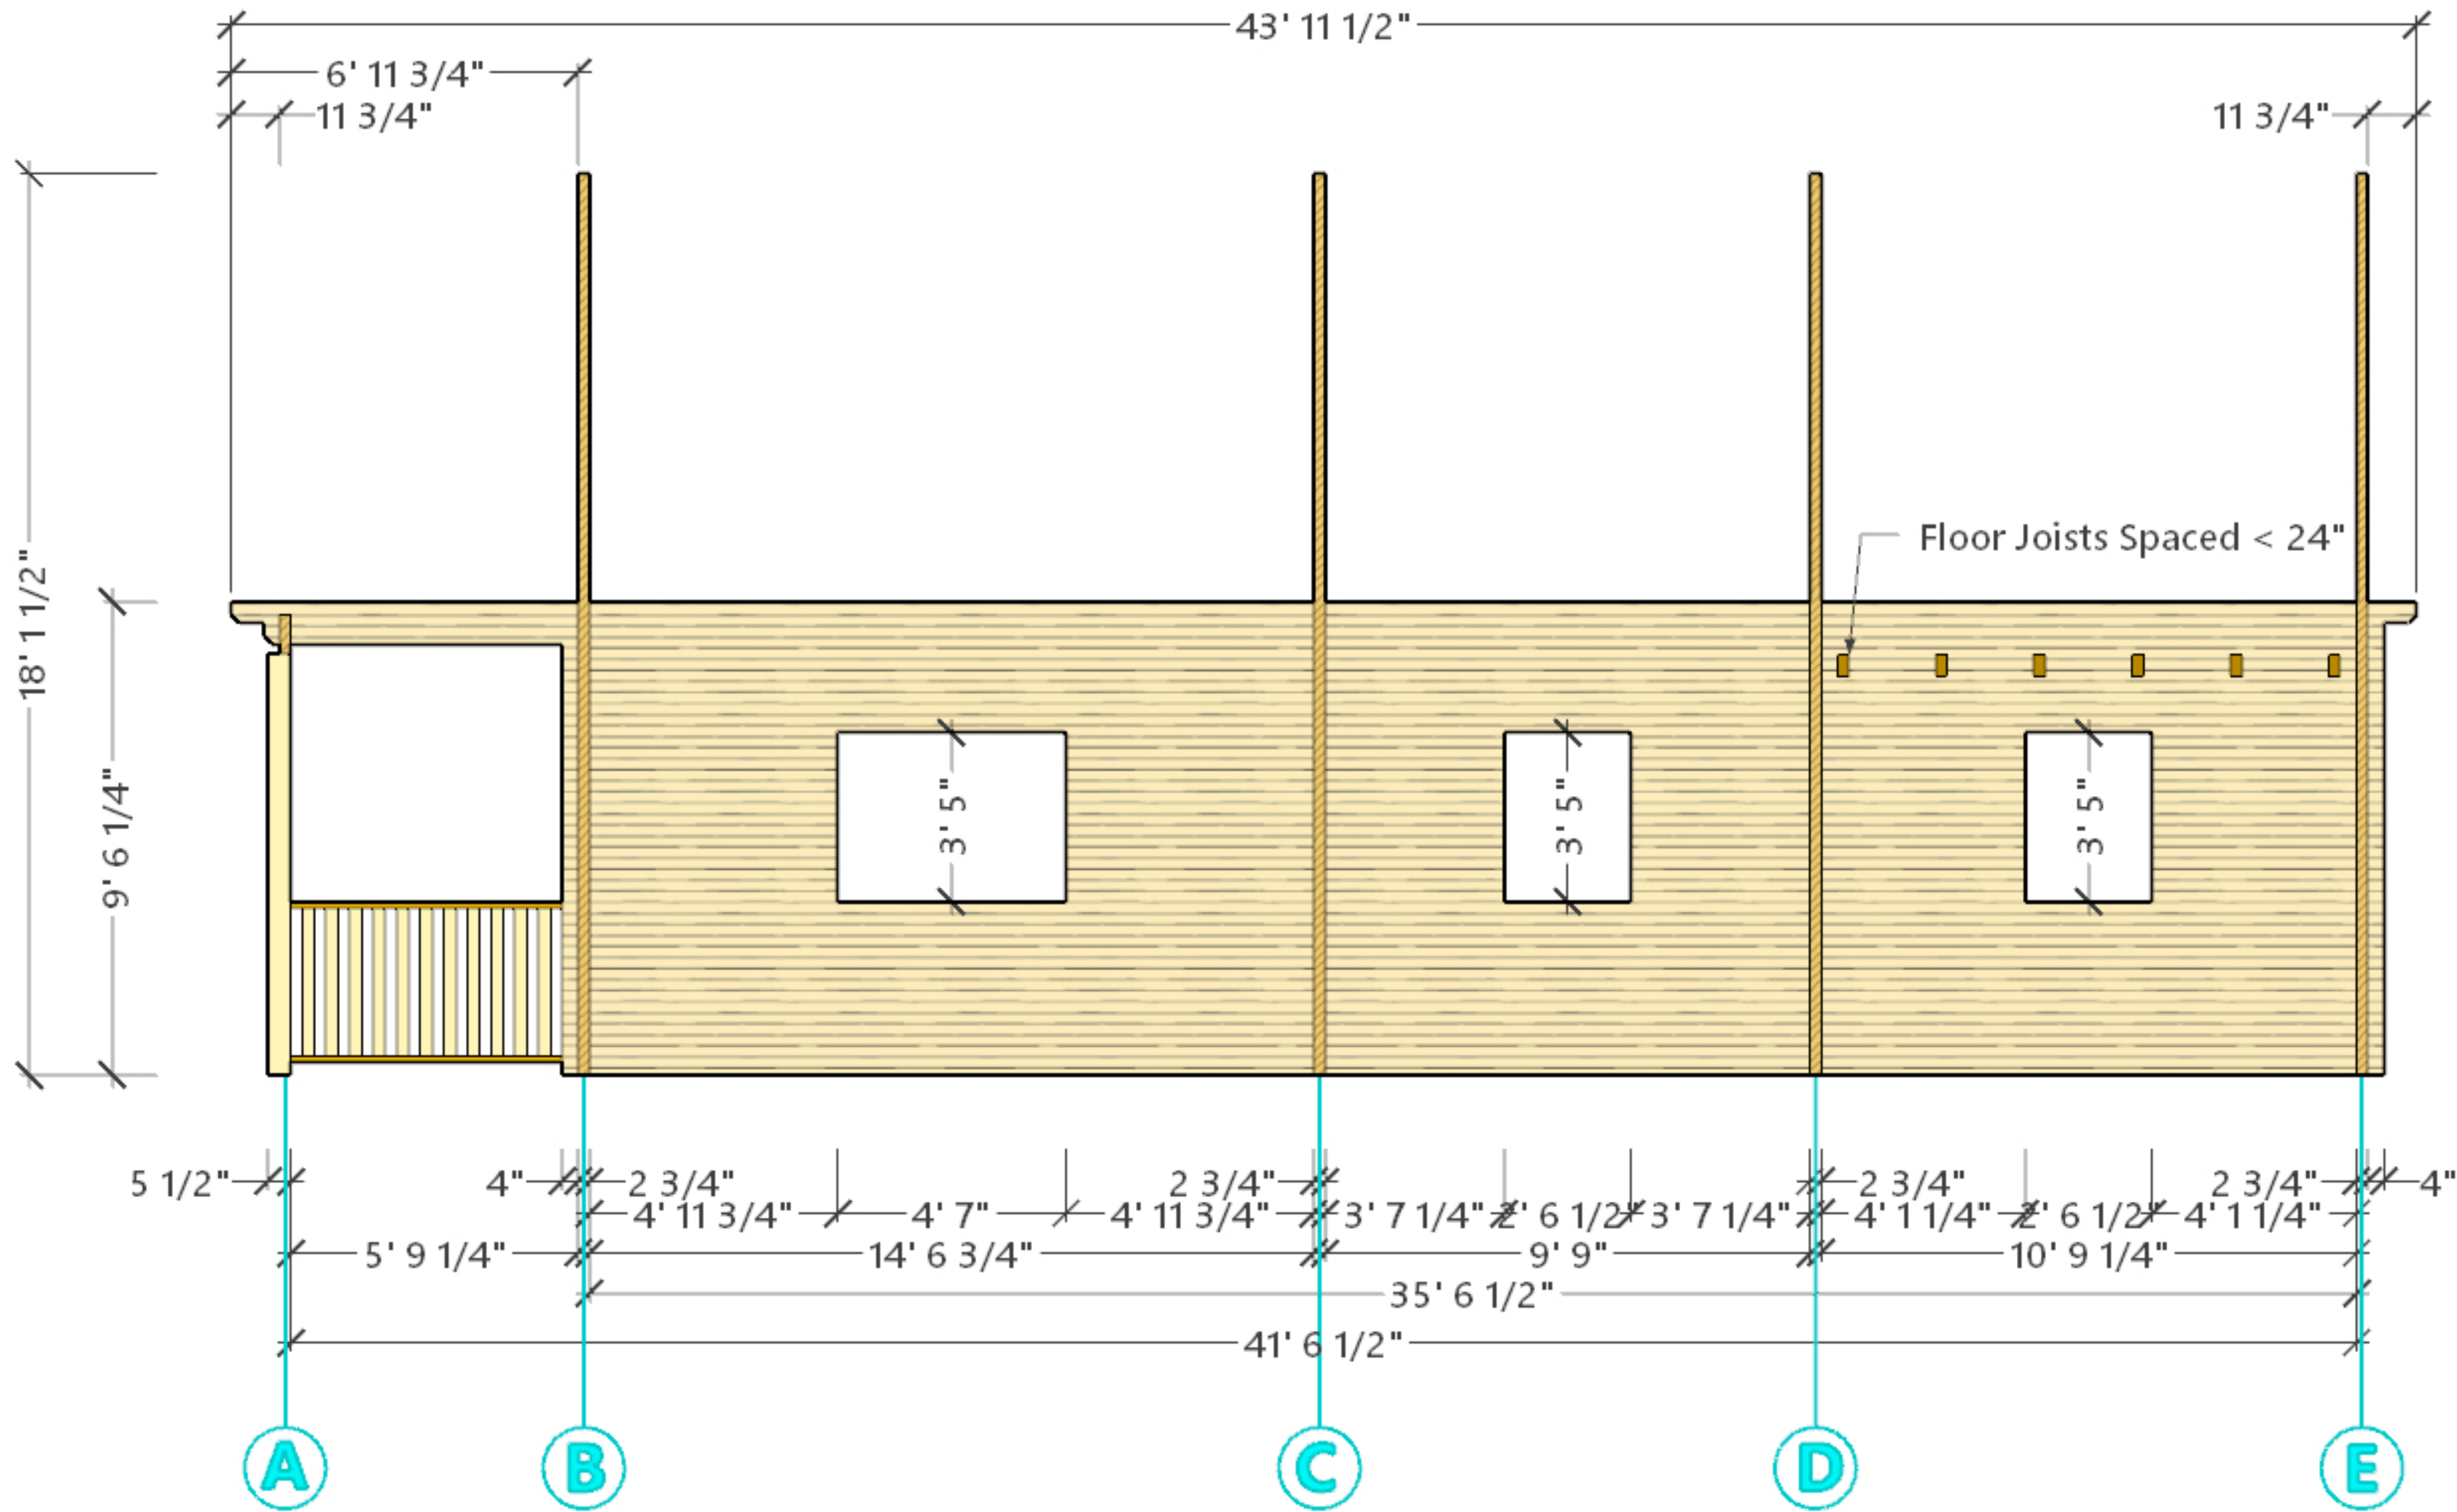 43' 11 1/2"
6' 11 3/4"
11 3/4" 11 3/4"
18' 1 1/2"
Floor Joists Spaced < 24"
9' 6 1/4"
3' 5" 3' 5" 3' 5"
5 1/2" 4" 2 3/4" 2 3/4" 2 3/4" 2 3/4" 4"
4' 11 3/4" 4' 7" 4' 11 3/4" 3' 7 1/4" 2' 6 1/2" 3' 7 1/4" 4' 1 1/4" 2' 6 1/2" 4' 1 1/4"
5' 9 1/4" 14' 6 3/4" 9' 9" 10' 9 1/4"
35' 6 1/2"
41' 6 1/2"
A B C D E